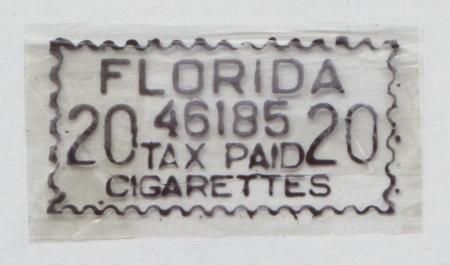 FLORIDA
46185
20 TAX PAID 20
CIGARETTES